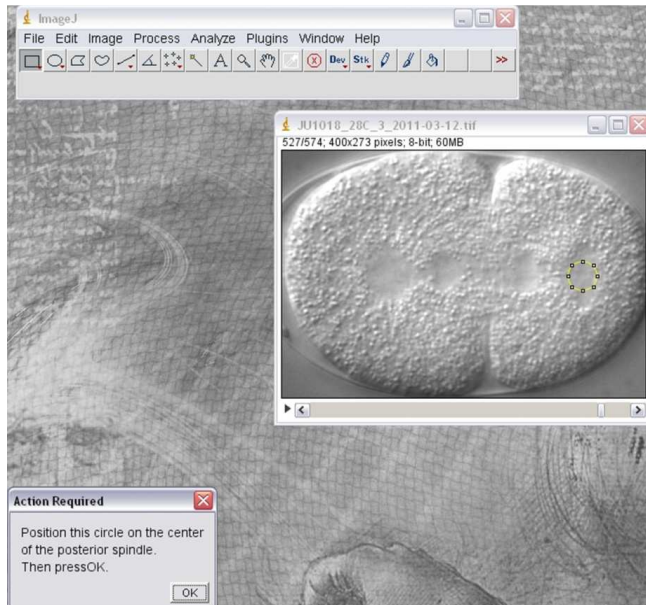 ImageJ
File Edit Image Process Analyze Plugins Window Help
Dev Stk >>
JU1018_28C_3_2011-03-12.tif
527/574; 400x273 pixels; 8-bit; 60MB
Action Required
Position this circle on the center
of the posterior spindle.
Then pressOK.
OK